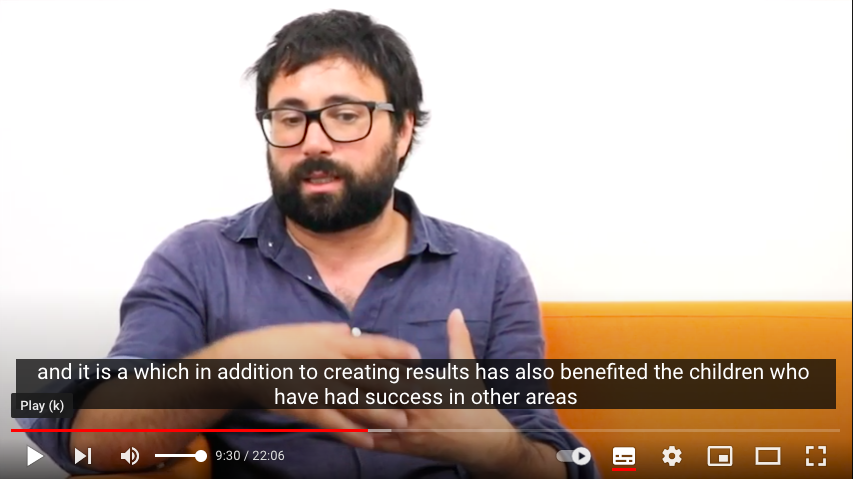 and it is a which in addition to creating results has also benefited the children who
have had success in other areas
Play (k)
9:30 / 22:06